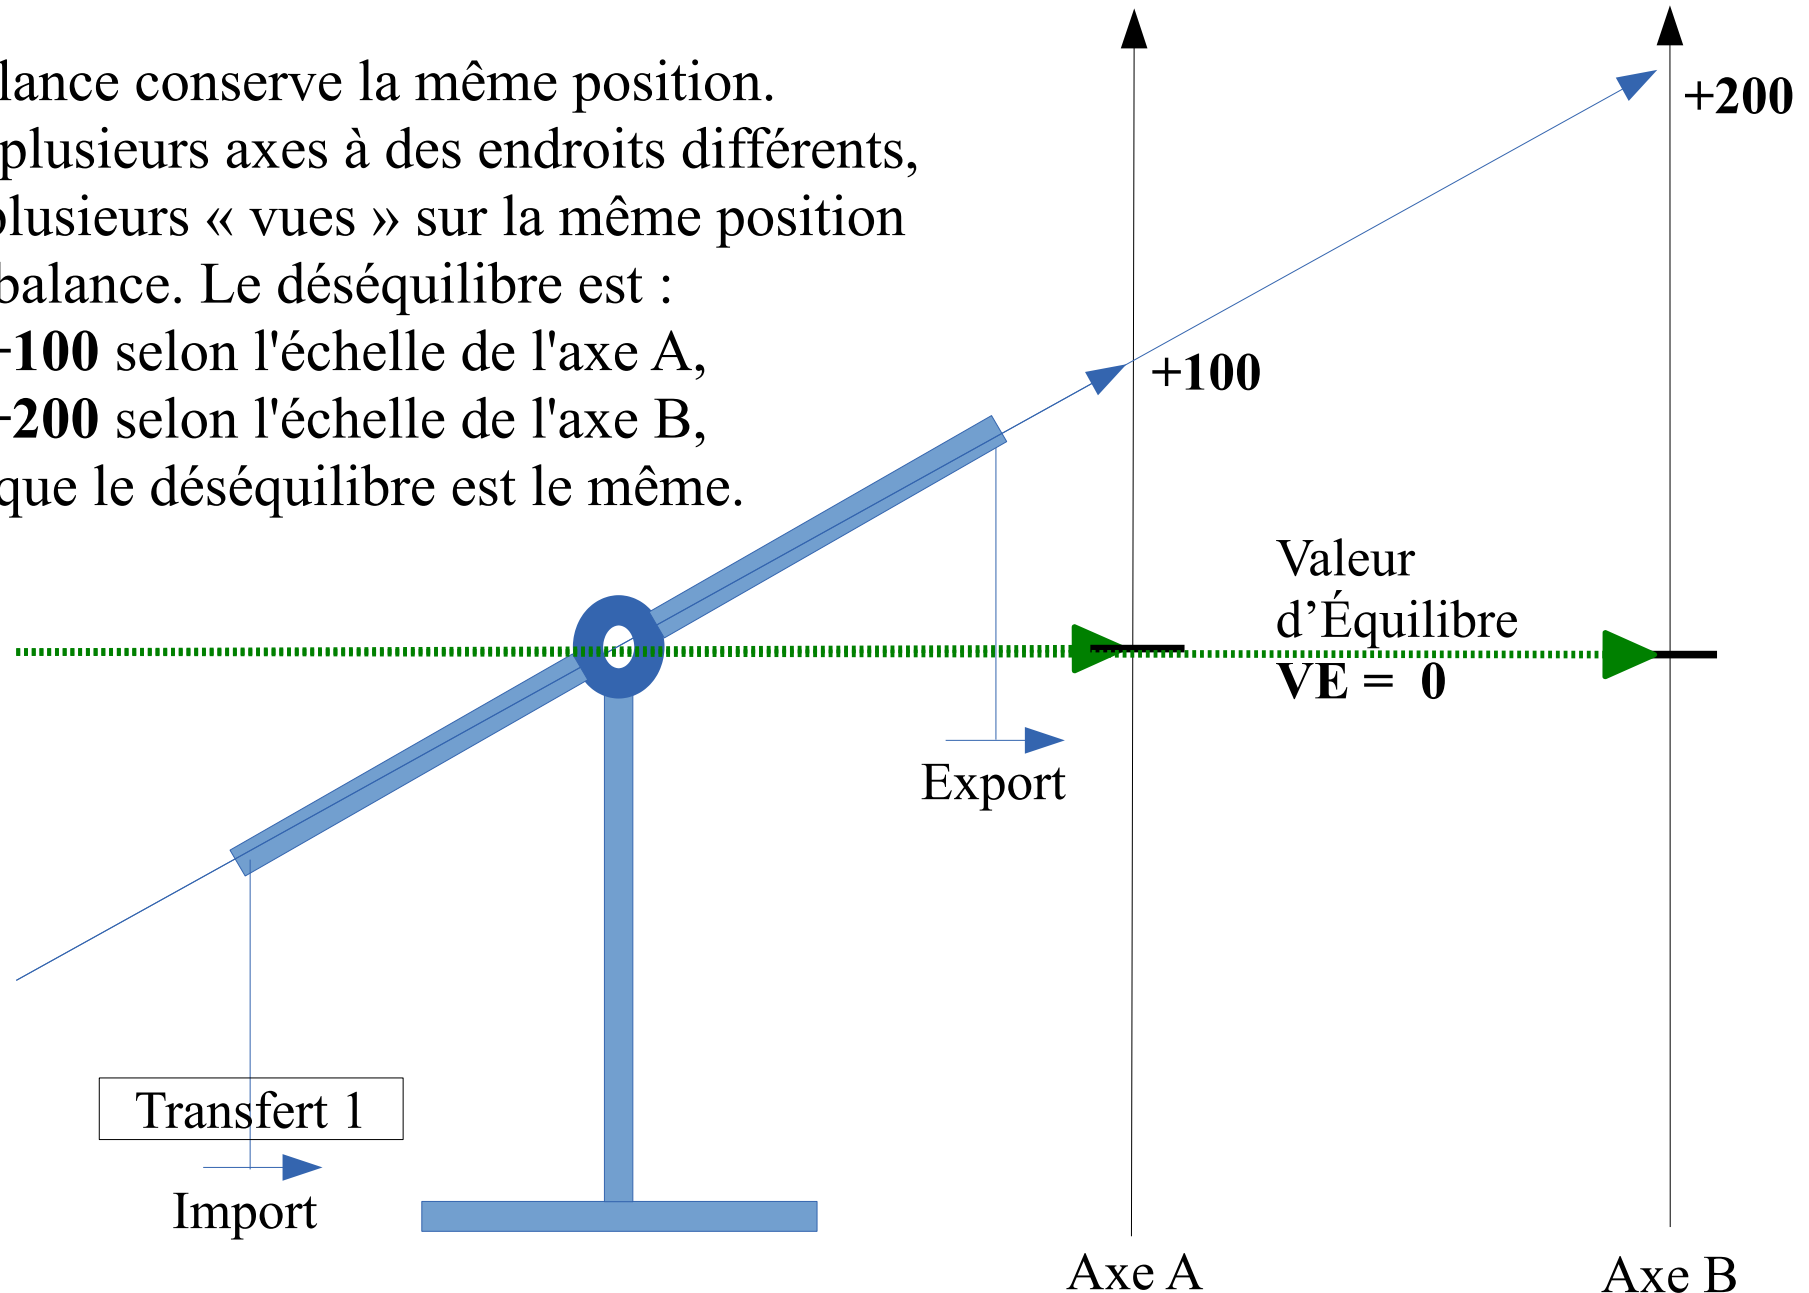 lance conserve la même position.
plusieurs axes à des endroits différents,
plusieurs « vues » sur la même position
balance. Le déséquilibre est :
+100 selon l'échelle de l'axe A,
+200 selon l'échelle de l'axe B,
que le déséquilibre est le même.
+200
+100
Valeur
d’Équilibre
VE = 0
Export
Transfert 1
Import
Axe A
Axe B